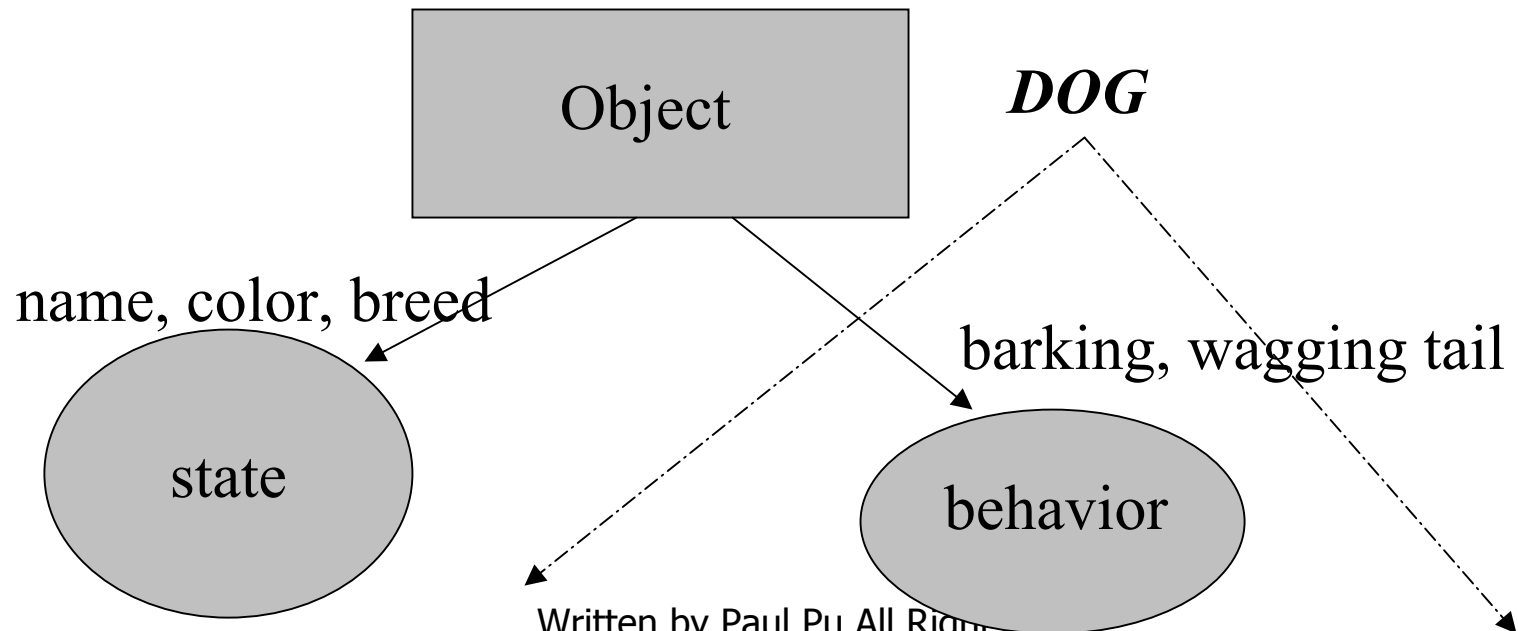 Object
DOG
name, color, breed
barking, wagging tail
state
behavior
Written by Paul Pu All